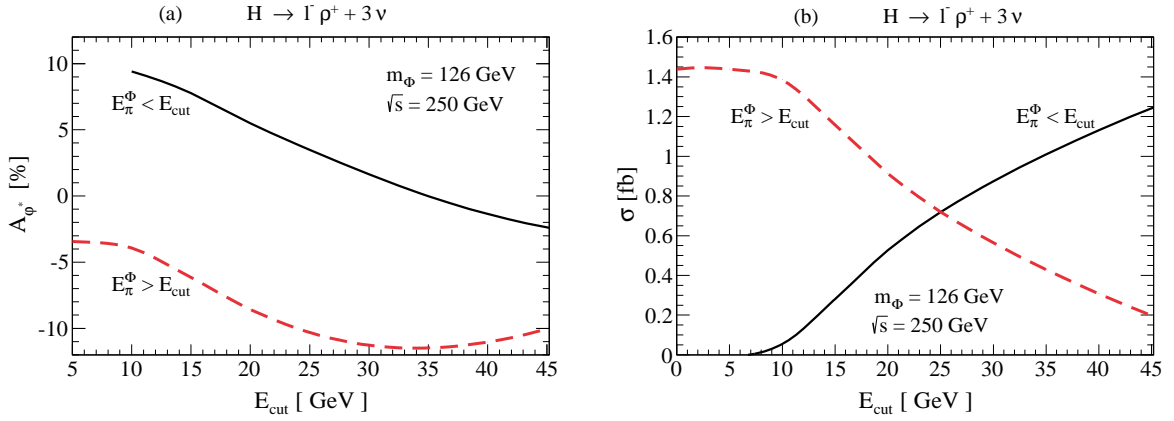 (a) H → l⁻ ρ⁺ + 3 ν
A_φ* [%]
10
5
0
-5
-10
m_Φ = 126 GeV
√s = 250 GeV
E_π^Φ < E_cut
E_π^Φ > E_cut
5 10 15 20 25 30 35 40 45
E_cut [ GeV ]
(b) H → l⁻ ρ⁺ + 3 ν
σ [fb]
1.6
1.4
1.2
1
0.8
0.6
0.4
0.2
0
E_π^Φ > E_cut
E_π^Φ < E_cut
m_Φ = 126 GeV
√s = 250 GeV
0 5 10 15 20 25 30 35 40 45
E_cut [ GeV ]